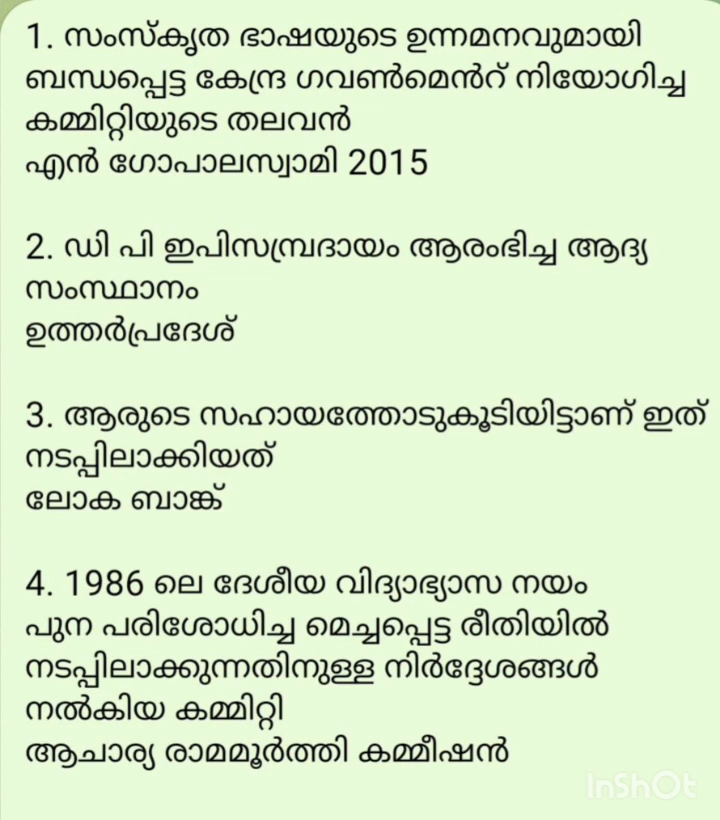 1. സംസ്കൃത ഭാഷയുടെ ഉന്നമനവുമായി
ബന്ധപ്പെട്ട കേന്ദ്ര ഗവൺമെൻറ് നിയോഗിച്ച
കമ്മിറ്റിയുടെ തലവൻ
എൻ ഗോപാലസ്വാമി 2015
2. ഡി പി ഇപിസമ്പ്രദായം ആരംഭിച്ച ആദ്യ
സംസ്ഥാനം
ഉത്തർപ്രദേശ്
3. ആരുടെ സഹായത്തോടുകൂടിയിട്ടാണ് ഇത്
നടപ്പിലാക്കിയത്
ലോക ബാങ്ക്
4. 1986 ലെ ദേശീയ വിദ്യാഭ്യാസ നയം
പുന പരിശോധിച്ച മെച്ചപ്പെട്ട രീതിയിൽ
നടപ്പിലാക്കുന്നതിനുള്ള നിർദ്ദേശങ്ങൾ
നൽകിയ കമ്മിറ്റി
ആചാര്യ രാമമൂർത്തി കമ്മീഷൻ
InShOt